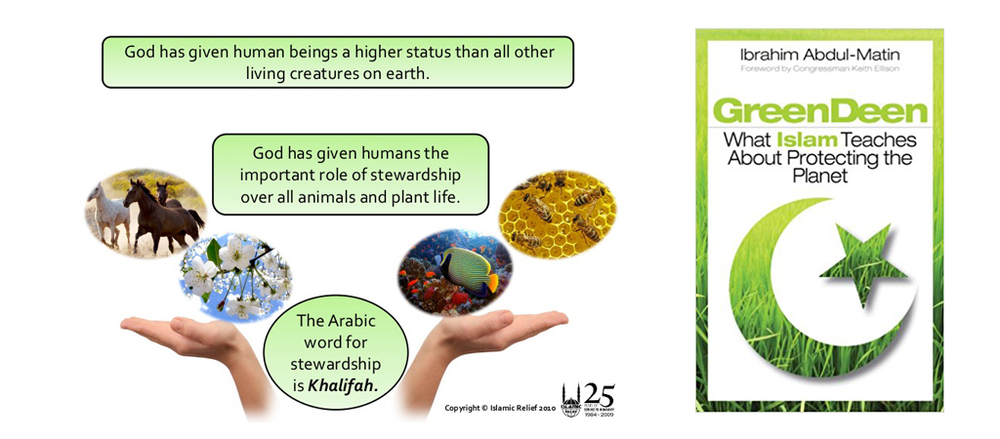 God has given human beings a higher status than all other
living creatures on earth.
God has given humans the
important role of stewardship
over all animals and plant life.
The Arabic
word for
stewardship
is Khalifah.
Copyright © Islamic Relief 2010
ISLAMIC
RELIEF
25
1984–2009
Ibrahim Abdul-Matin
Foreword by Congressman Keith Ellison
GreenDeen
What Islam Teaches
About Protecting the
Planet